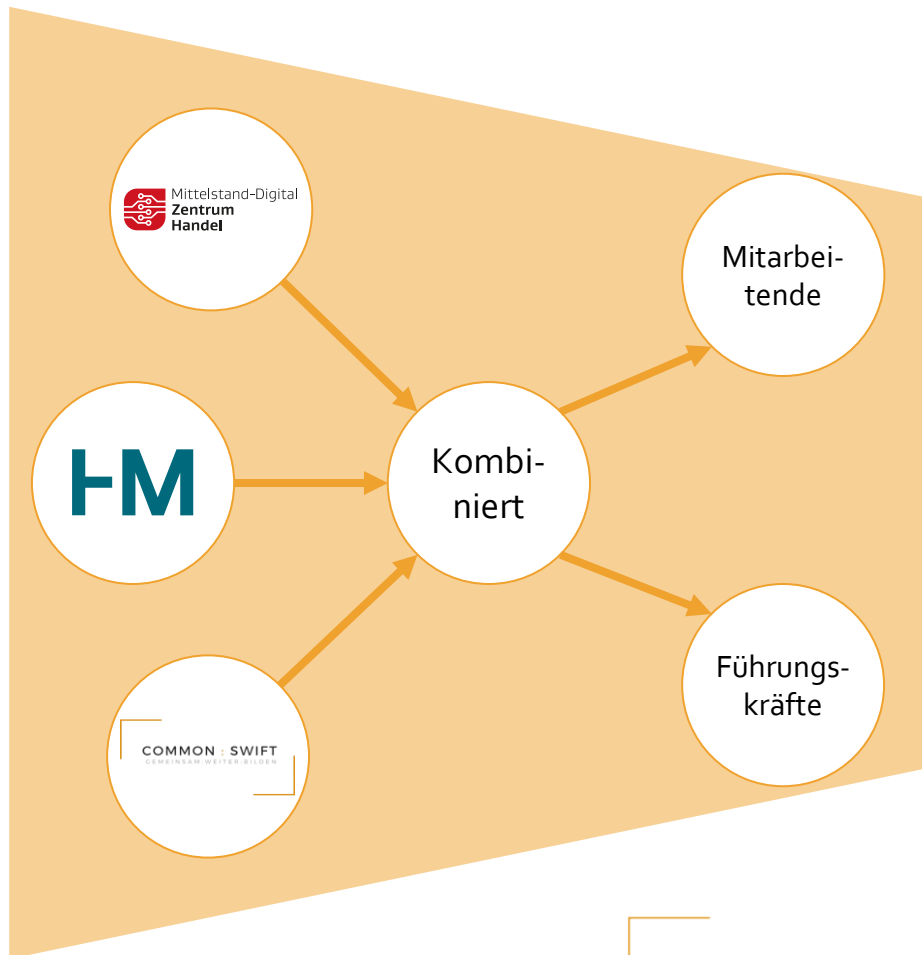 Mittelstand-Digital
Zentrum
Handel
Mitarbei-
tende
HM
Kombi-
niert
Führungs-
kräfte
COMMON : SWIFT
GEMEINSAM-WEITER-BILDEN